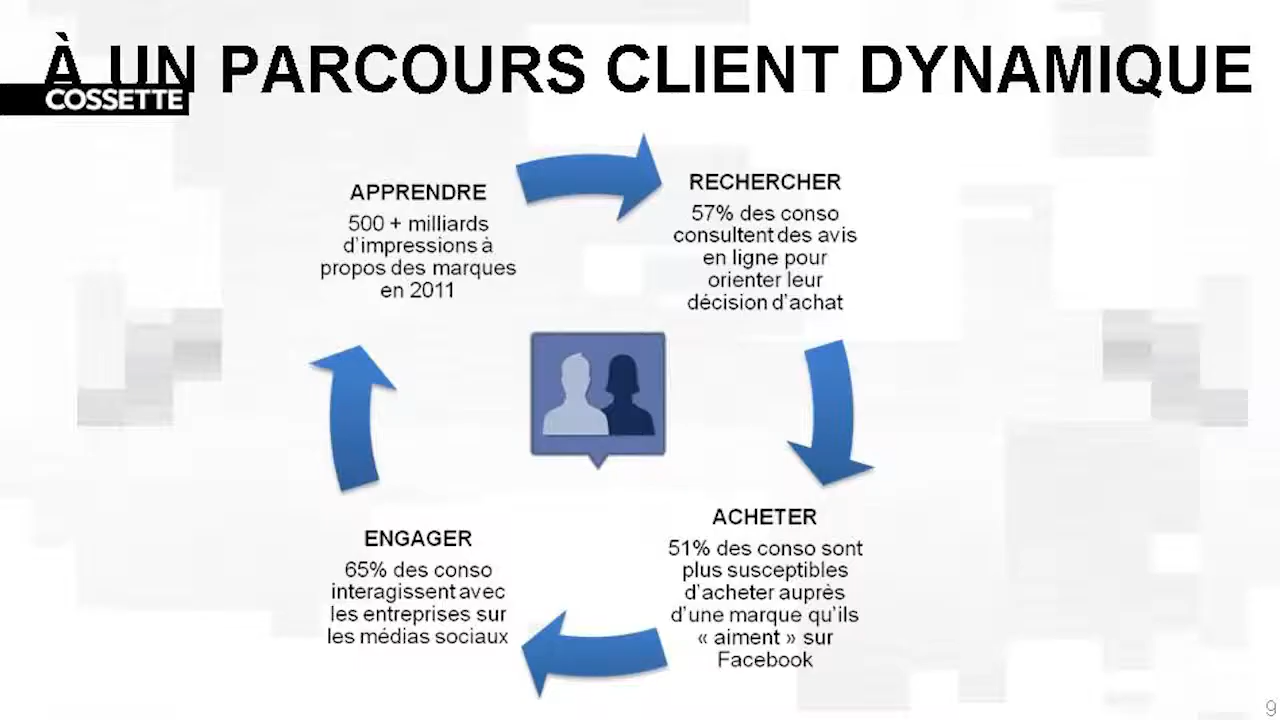 À UN PARCOURS CLIENT DYNAMIQUE
COSSETTE
APPRENDRE
500 + milliards
d'impressions à
propos des marques
en 2011
RECHERCHER
57% des conso
consultent des avis
en ligne pour
orienter leur
décision d'achat
ACHETER
51% des conso sont
plus susceptibles
d'acheter auprès
d'une marque qu'ils
« aiment » sur
Facebook
ENGAGER
65% des conso
interagissent avec
les entreprises sur
les médias sociaux
9